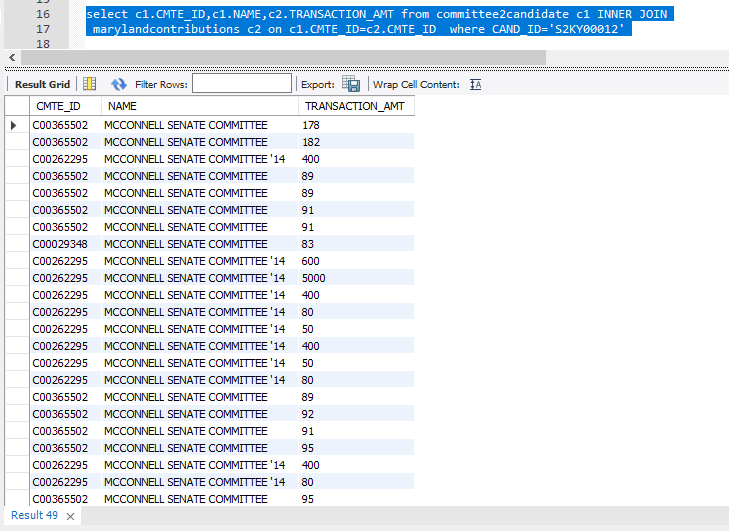 16 select c1.CMTE_ID,c1.NAME,c2.TRANSACTION_AMT from committee2candidate c1 INNER JOIN
17 marylandcontributions c2 on c1.CMTE_ID=c2.CMTE_ID where CAND_ID='S2KY00012'
18
Result Grid Filter Rows: Export: Wrap Cell Content:
CMTE_ID NAME TRANSACTION_AMT
C00365502 MCCONNELL SENATE COMMITTEE 178
C00365502 MCCONNELL SENATE COMMITTEE 182
C00262295 MCCONNELL SENATE COMMITTEE '14 400
C00365502 MCCONNELL SENATE COMMITTEE 89
C00365502 MCCONNELL SENATE COMMITTEE 89
C00365502 MCCONNELL SENATE COMMITTEE 91
C00365502 MCCONNELL SENATE COMMITTEE 91
C00029348 MCCONNELL SENATE COMMITTEE 83
C00262295 MCCONNELL SENATE COMMITTEE '14 600
C00262295 MCCONNELL SENATE COMMITTEE '14 5000
C00262295 MCCONNELL SENATE COMMITTEE '14 400
C00262295 MCCONNELL SENATE COMMITTEE '14 80
C00262295 MCCONNELL SENATE COMMITTEE '14 50
C00262295 MCCONNELL SENATE COMMITTEE '14 400
C00262295 MCCONNELL SENATE COMMITTEE '14 50
C00262295 MCCONNELL SENATE COMMITTEE '14 80
C00365502 MCCONNELL SENATE COMMITTEE 89
C00365502 MCCONNELL SENATE COMMITTEE 92
C00365502 MCCONNELL SENATE COMMITTEE 91
C00365502 MCCONNELL SENATE COMMITTEE 95
C00262295 MCCONNELL SENATE COMMITTEE '14 400
C00262295 MCCONNELL SENATE COMMITTEE '14 80
C00365502 MCCONNELL SENATE COMMITTEE 95
Result 49